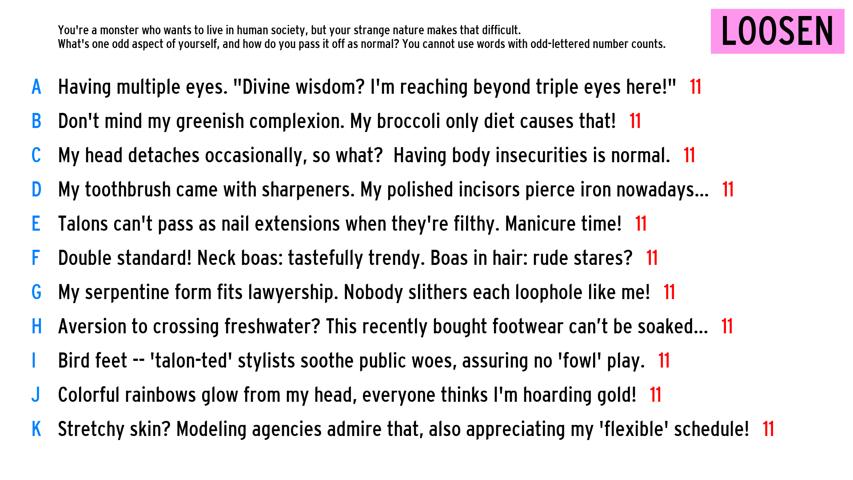 You're a monster who wants to live in human society, but your strange nature makes that difficult.
What's one odd aspect of yourself, and how do you pass it off as normal? You cannot use words with odd-lettered number counts.
LOOSEN
A Having multiple eyes. "Divine wisdom? I'm reaching beyond triple eyes here!" 11
B Don't mind my greenish complexion. My broccoli only diet causes that! 11
C My head detaches occasionally, so what? Having body insecurities is normal. 11
D My toothbrush came with sharpeners. My polished incisors pierce iron nowadays... 11
E Talons can't pass as nail extensions when they're filthy. Manicure time! 11
F Double standard! Neck boas: tastefully trendy. Boas in hair: rude stares? 11
G My serpentine form fits lawyership. Nobody slithers each loophole like me! 11
H Aversion to crossing freshwater? This recently bought footwear can’t be soaked... 11
I Bird feet -- 'talon-ted' stylists soothe public woes, assuring no 'fowl' play. 11
J Colorful rainbows glow from my head, everyone thinks I'm hoarding gold! 11
K Stretchy skin? Modeling agencies admire that, also appreciating my 'flexible' schedule! 11